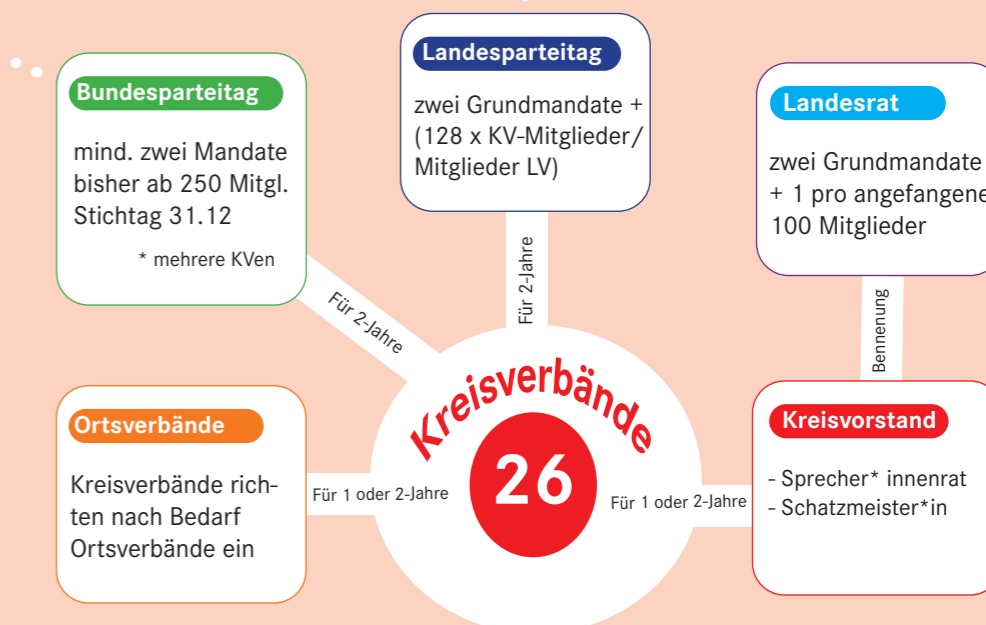 Landesparteitag
zwei Grundmandate +
(128 x KV-Mitglieder/
Mitglieder LV)
Bundesparteitag
mind. zwei Mandate
bisher ab 250 Mitgl.
Stichtag 31.12
* mehrere KVen
Landesrat
zwei Grundmandate
+ 1 pro angefangene
100 Mitglieder
Für 2-Jahre
Für 2-Jahre
Bennenung
Kreisverbände
26
Ortsverbände
Kreisverbände rich-
ten nach Bedarf
Ortsverbände ein
Für 1 oder 2-Jahre
Für 1 oder 2-Jahre
Kreisvorstand
- Sprecher* innenrat
- Schatzmeister*in